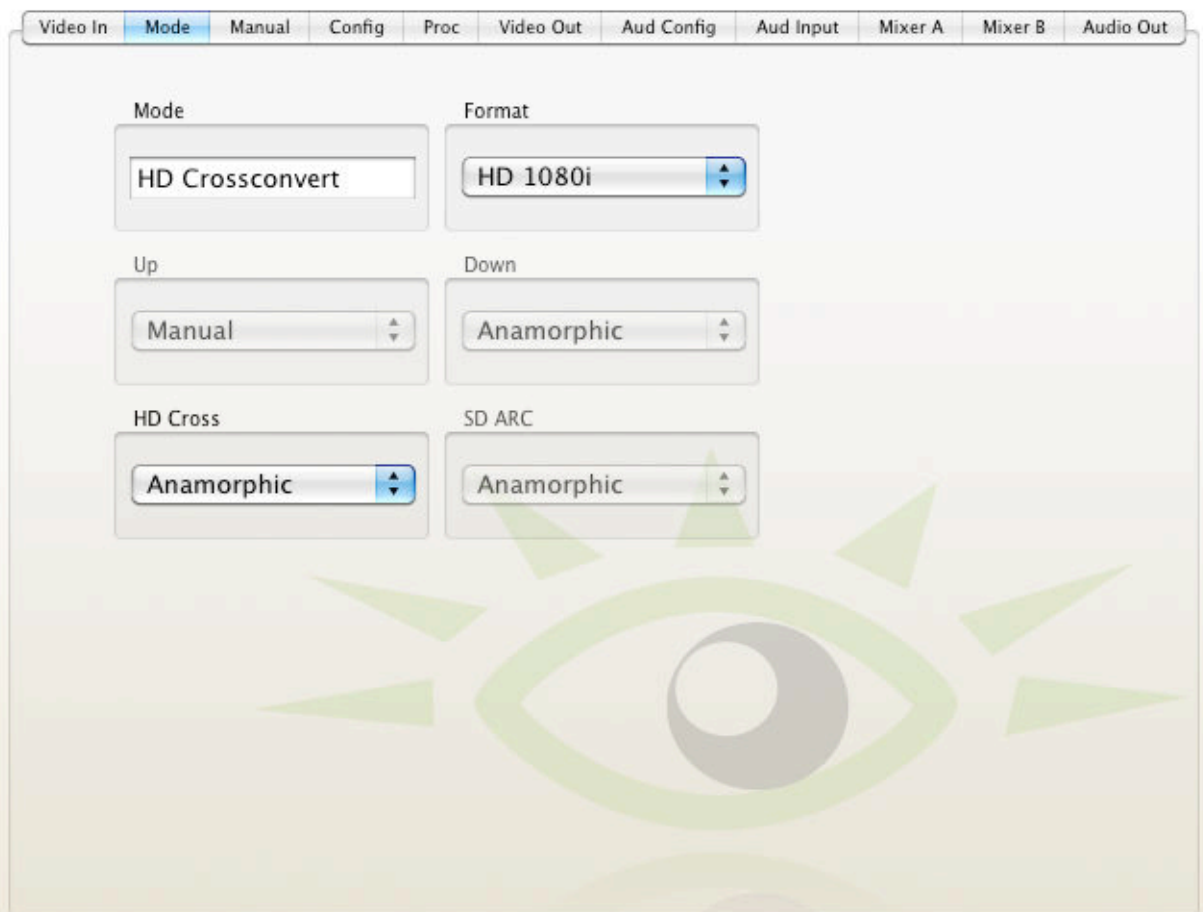 Video In Mode Manual Config Proc Video Out Aud Config Aud Input Mixer A Mixer B Audio Out
Mode Format
HD Crossconvert HD 1080i
Up Down
Manual Anamorphic
HD Cross SD ARC
Anamorphic Anamorphic